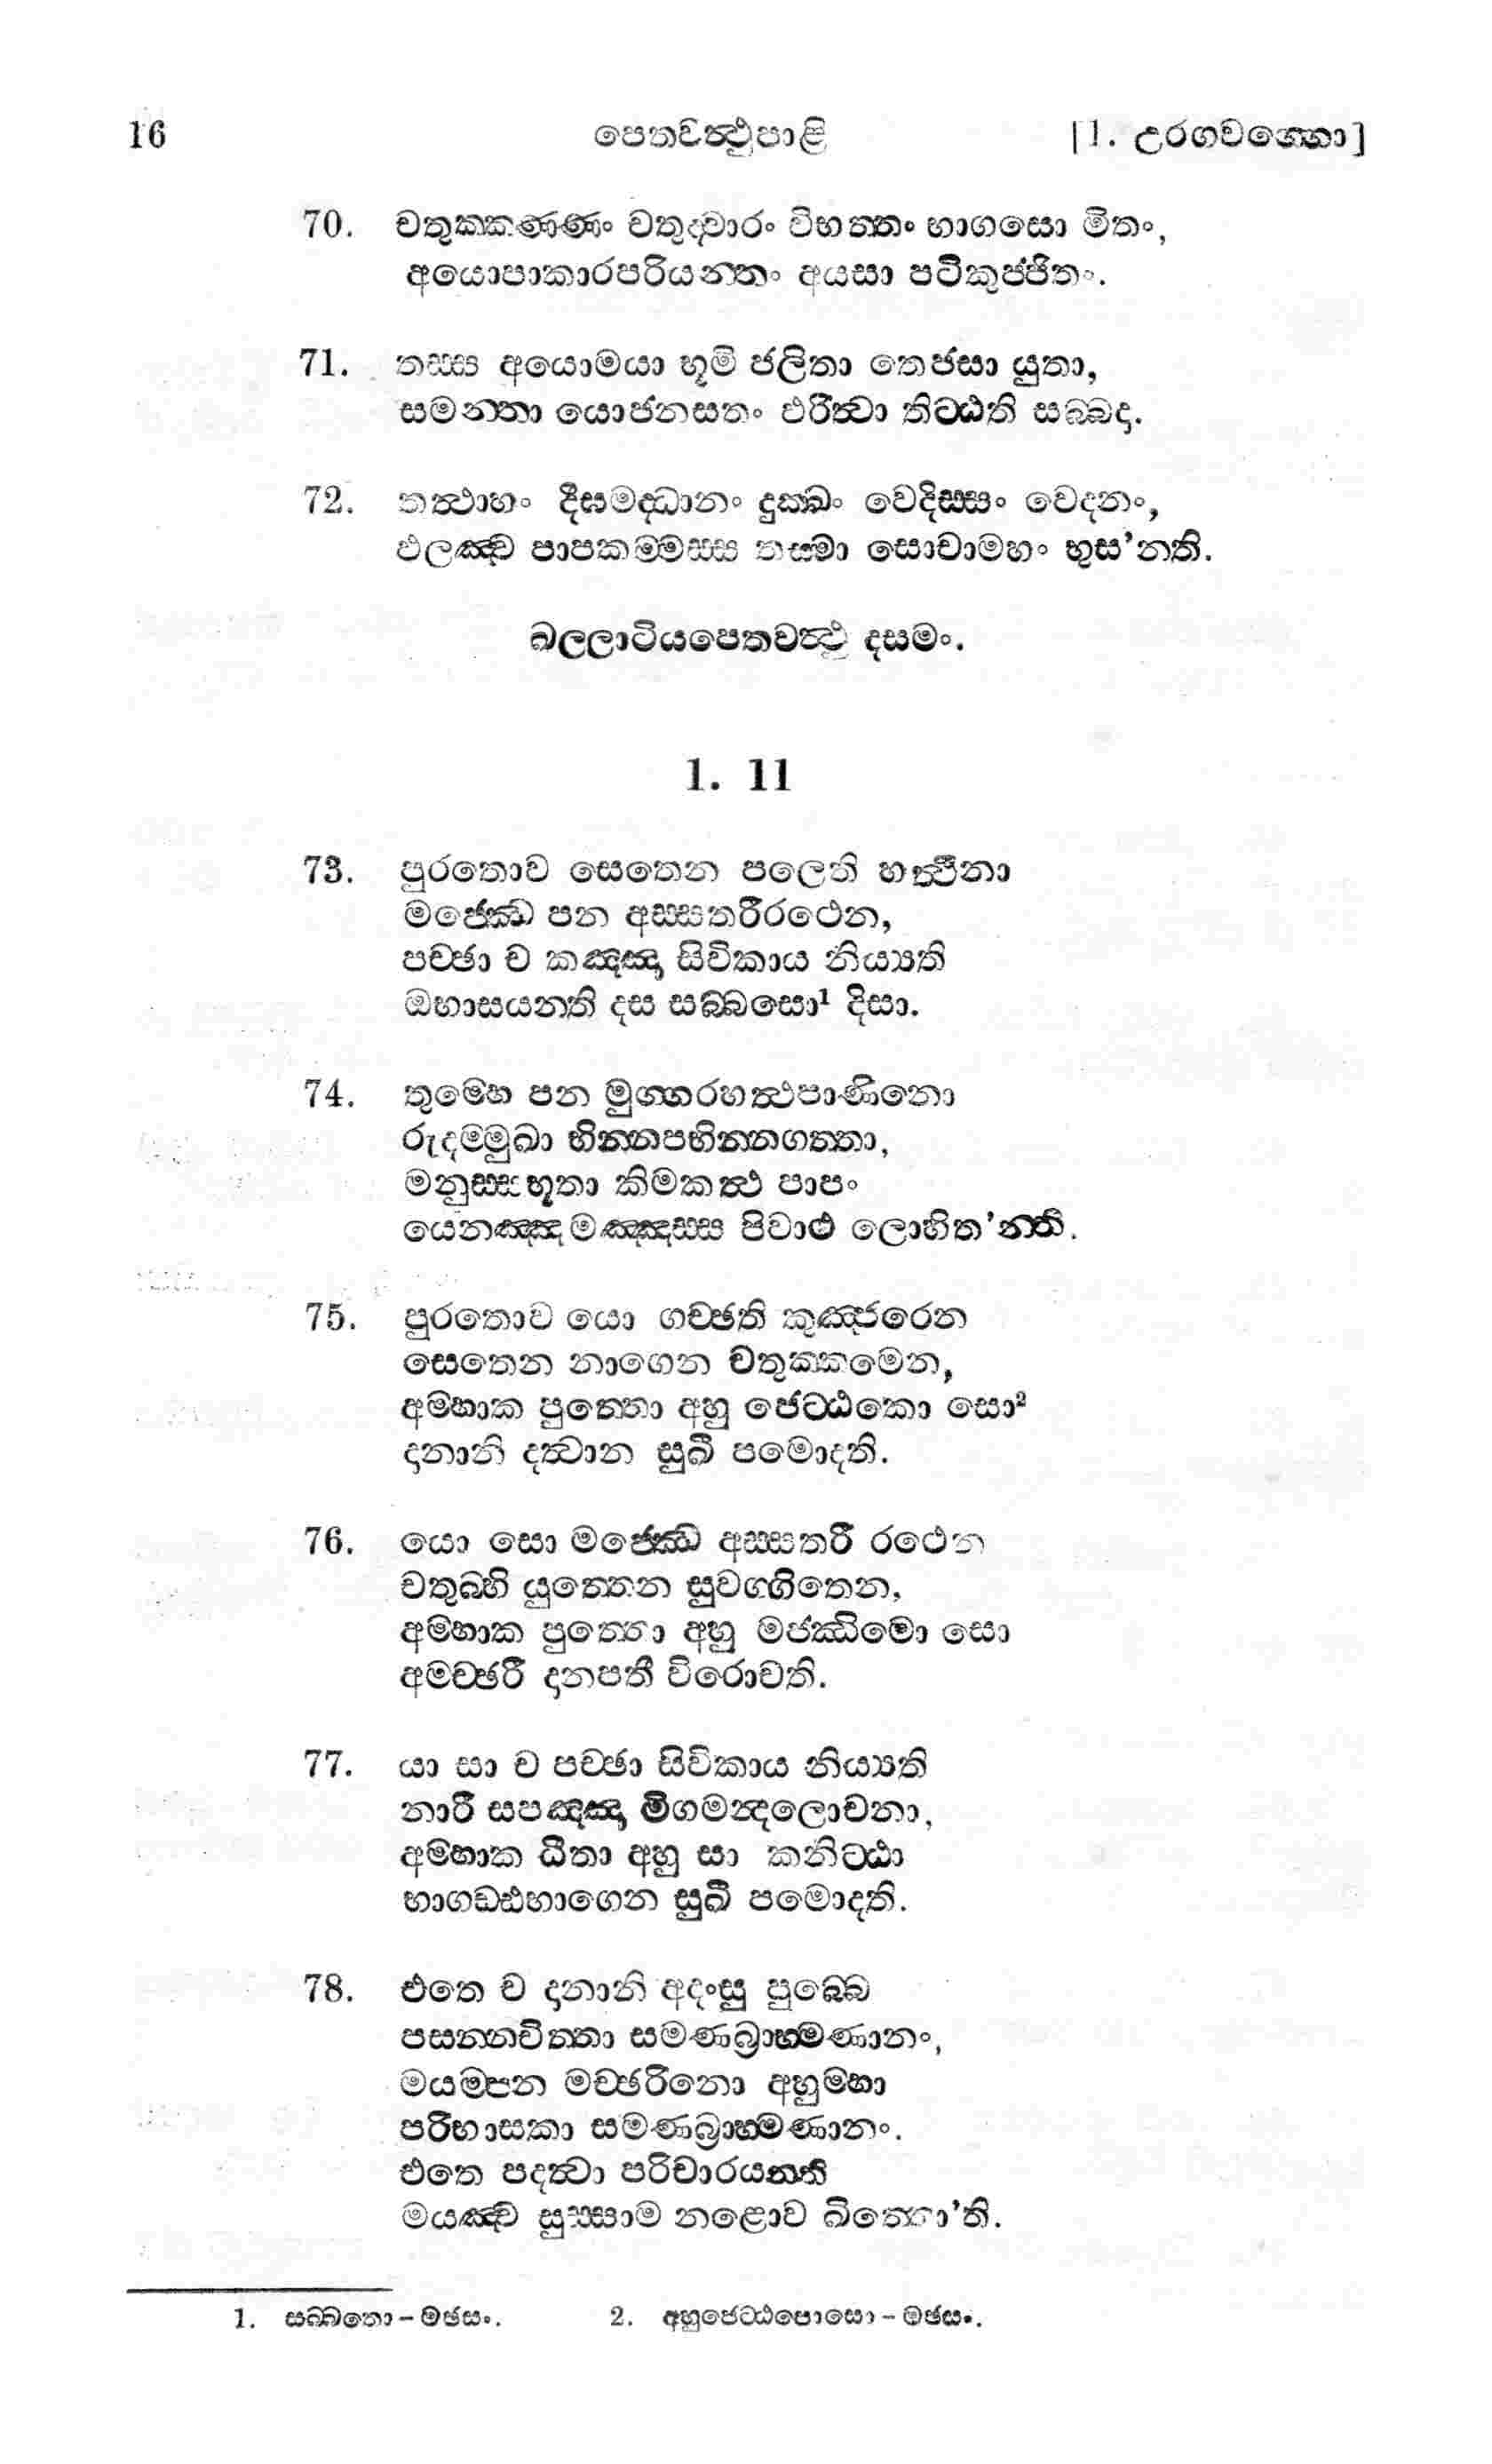 16 පෙතවත්‍ථුපාළි [1. උරගවග්ගො]
70. චතුක්කණ්ණං චතුද්වාරං විභත්තං භාගසො මිතං,
අයොපාකාරපරියන්තං අයසා පටිකුජ්ජිතං.
71. තස්ස අයොමයා භූමි ජලිතා තෙජසා යුතා,
සමන්තා යොජනසතං ඵරිත්‍වා තිට්ඨති සබ්බදා.
72. තත්‍ථාහං දීඝමද්ධානං දුක්ඛං වෙදිස්සං වෙදනං,
ඵලඤ්ච පාපකම්මස්ස තස්මා සොචාමහං භුස'න්ති.
ඛල්ලාටියපෙතවත්‍ථු දසමං.
1. 11
73. පුරතොව සෙතෙන පලෙති හත්‍ථිනා
මජ්ඣෙ පන අස්සතරීරථෙන,
පච්ඡා ච කඤ්ඤා සිවිකාය නිය්‍යති
ඔභාසයන්ති දස සබ්බසො¹ දිසා.
74. තුම්හෙ පන මුග්ගරහත්‍ථපාණිනො
රුදම්මුඛා භින්නපභින්නගත්තා,
මනුස්සභූතා කිමකත්‍ථ පාපං
යෙනඤ්ඤමඤ්ඤස්ස පිවාථ ලොහිත'න්ති.
75. පුරතොව යො ගච්ඡති කුඤ්ජරෙන
සෙතෙන නාගෙන චතුක්කමෙන,
අම්හාක පුත්තො අහු ජෙට්ඨකො සො²
දානානි දත්‍වාන සුඛී පමොදති.
76. යො සො මජ්ඣෙ අස්සතරී රථෙන
චතුබ්භි යුත්තෙන සුවග්ගිතෙන,
අම්හාක පුත්තො අහු මජ්ඣිමො සො
අමච්ඡරී දානපතී විරොචති.
77. යා සා ච පච්ඡා සිවිකාය නිය්‍යති
නාරී සපඤ්ඤා මිගමන්‍දලොචනා,
අම්හාක ධීතා අහු සා කනිට්ඨා
භාගඩ්ඪභාගෙන සුඛී පමොදති.
78. එතෙ ච දානානි අදංසු පුබ්බෙ
පසන්නචිත්තා සමණබ්‍රාහ්මණානං,
මයම්පන මච්ඡරිනො අහුම්හා
පරිභාසකා සමණබ්‍රාහ්මණානං.
එතෙ පදත්‍වා පරිචාරයන්ති
මයඤ්ච සුස්සාම නළොව ඛිත්තො'ති.
1. සබ්බතො – මඡසං. 2. අහුජෙට්ඨපොසො – මඡසං.